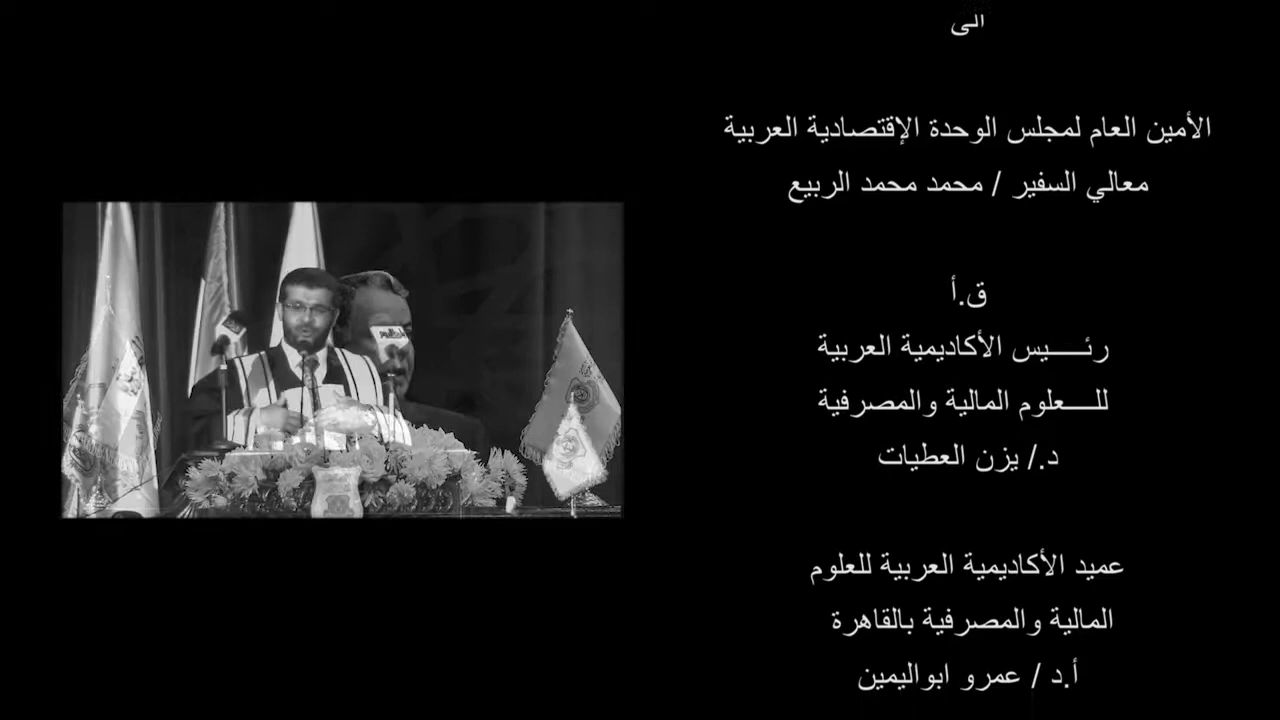 الى
الأمين العام لمجلس الوحدة الإقتصادية العربية
معالي السفير / محمد محمد الربيع
ق.أ
رئـــيس الأكاديمية العربية
للــــعلوم المالية والمصرفية
د./ يزن العطيات
عميد الأكاديمية العربية للعلوم
المالية والمصرفية بالقاهرة
أ.د / عمرو ابواليمين